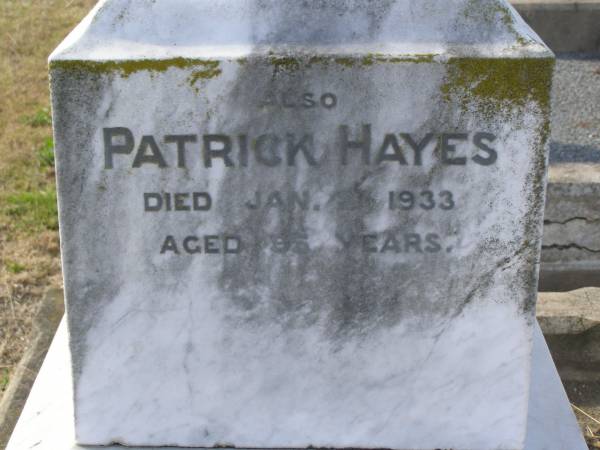 ALSO
PATRICK HAYES
DIED JAN. 1933
AGED YEARS.